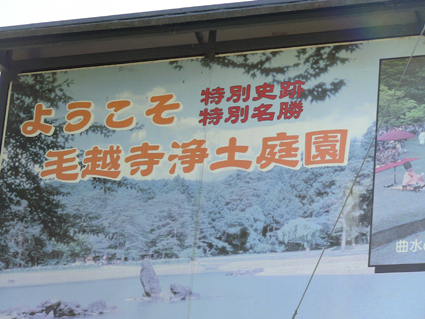 ようこそ
特別史跡
特別名勝
毛越寺浄土庭園
曲水